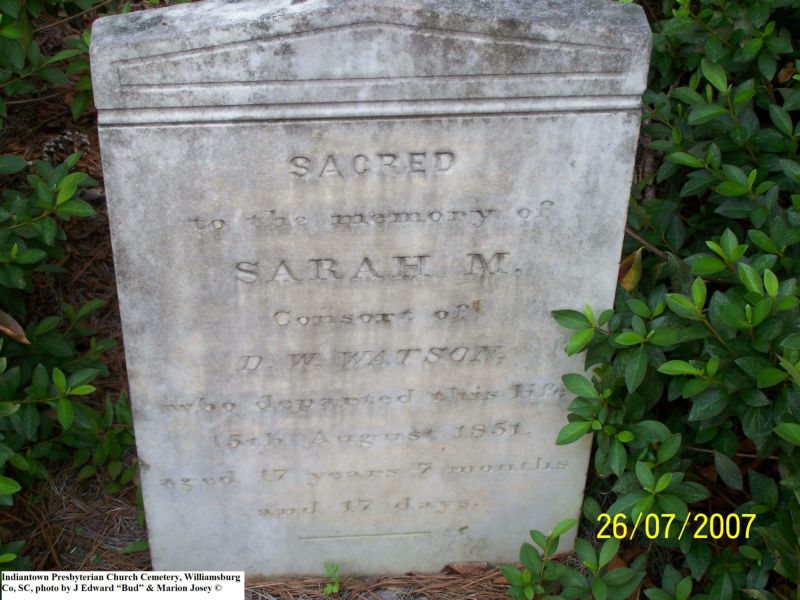 SACRED
to the memory of
SARAH M.
Consort of
D. W. WATSON,
who departed this life
15th August 1851.
aged 17 years 7 months
and 17 days.
26/07/2007
Indiantown Presbyterian Church Cemetery, Williamsburg
Co, SC, photo by J Edward “Bud” & Marion Josey ©